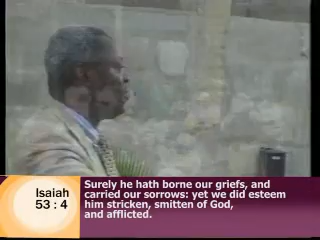 Isaiah
53 : 4
Surely he hath borne our griefs, and
carried our sorrows: yet we did esteem
him stricken, smitten of God,
and afflicted.